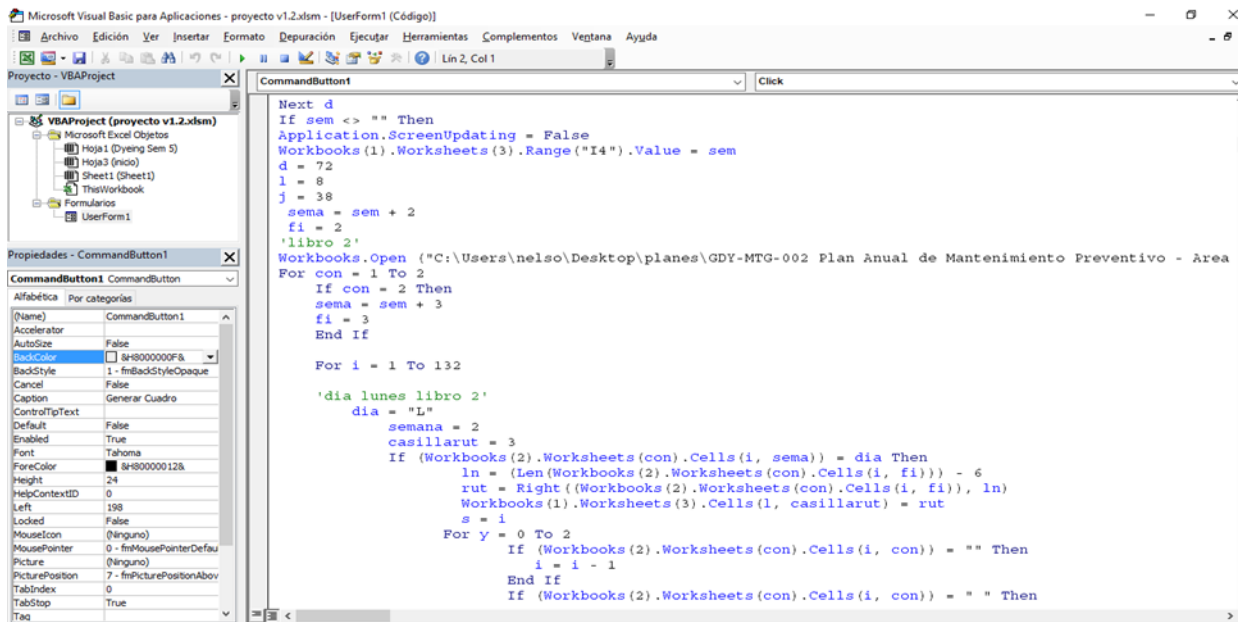 Microsoft Visual Basic para Aplicaciones - proyecto v1.2.xlsm - [UserForm1 (Código)]
Archivo Edición Ver Insertar Formato Depuración Ejecutar Herramientas Complementos Ventana Ayuda
Lín 2, Col 1
Proyecto - VBAProject
VBAProject (proyecto v1.2.xlsm)
Microsoft Excel Objetos
Hoja1 (Dyeing Sem 5)
Hoja3 (inicio)
Sheet1 (Sheet1)
ThisWorkbook
Formularios
UserForm1
Propiedades - CommandButton1
CommandButton1 CommandButton
Alfabética Por categorías
(Name) CommandButton1
Accelerator
AutoSize False
BackColor &H8000000F&
BackStyle 1 - fmBackStyleOpaque
Cancel False
Caption Generar Cuadro
ControlTipText
Default False
Enabled True
Font Tahoma
ForeColor &H80000012&
Height 24
HelpContextID 0
Left 198
Locked False
MouseIcon (Ninguno)
MousePointer 0 - fmMousePointerDefau
Picture (Ninguno)
PicturePosition 7 - fmPicturePositionAbov
TabIndex 0
TabStop True
Tag
CommandButton1 Click
Next d
If sem <> "" Then
Application.ScreenUpdating = False
Workbooks(1).Worksheets(3).Range("I4").Value = sem
d = 72
l = 8
j = 38
sema = sem + 2
fi = 2
'libro 2'
Workbooks.Open ("C:\Users\nelso\Desktop\planes\GDY-MTG-002 Plan Anual de Mantenimiento Preventivo - Area
For con = 1 To 2
If con = 2 Then
sema = sem + 3
fi = 3
End If
For i = 1 To 132
'dia lunes libro 2'
dia = "L"
semana = 2
casillarut = 3
If (Workbooks(2).Worksheets(con).Cells(i, sema)) = dia Then
ln = (Len(Workbooks(2).Worksheets(con).Cells(i, fi))) - 6
rut = Right((Workbooks(2).Worksheets(con).Cells(i, fi)), ln)
Workbooks(1).Worksheets(3).Cells(l, casillarut) = rut
s = i
For y = 0 To 2
If (Workbooks(2).Worksheets(con).Cells(i, con)) = "" Then
i = i - 1
End If
If (Workbooks(2).Worksheets(con).Cells(i, con)) = " " Then